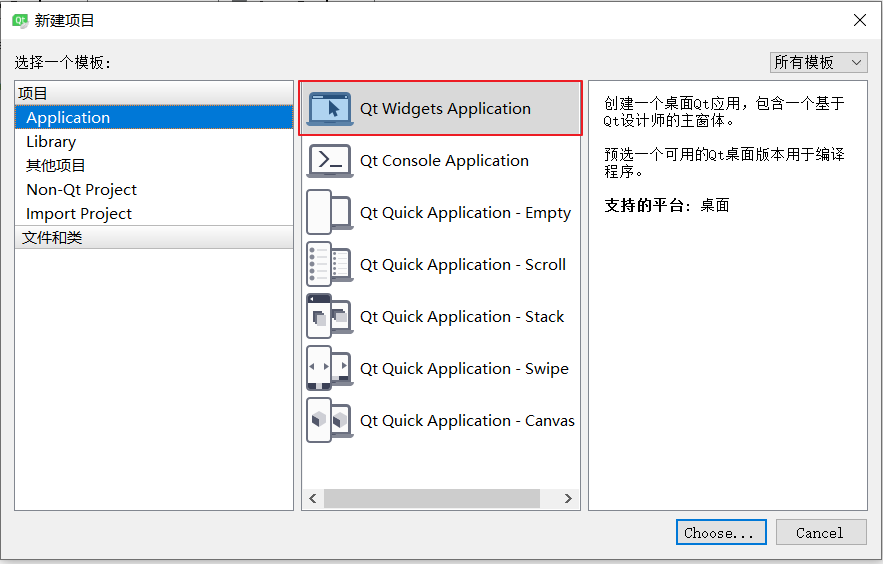 新建项目
选择一个模板:
所有模板
项目
Application
Library
其他项目
Non-Qt Project
Import Project
文件和类
Qt Widgets Application
Qt Console Application
Qt Quick Application - Empty
Qt Quick Application - Scroll
Qt Quick Application - Stack
Qt Quick Application - Swipe
Qt Quick Application - Canvas
创建一个桌面Qt应用，包含一个基于
Qt设计师的主窗体。
预选一个可用的Qt桌面版本用于编译
程序。
支持的平台: 桌面
Choose...
Cancel